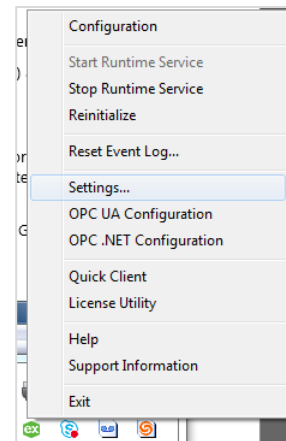 Configuration
Start Runtime Service
Stop Runtime Service
Reinitialize
Reset Event Log...
Settings...
OPC UA Configuration
OPC .NET Configuration
Quick Client
License Utility
Help
Support Information
Exit
ex